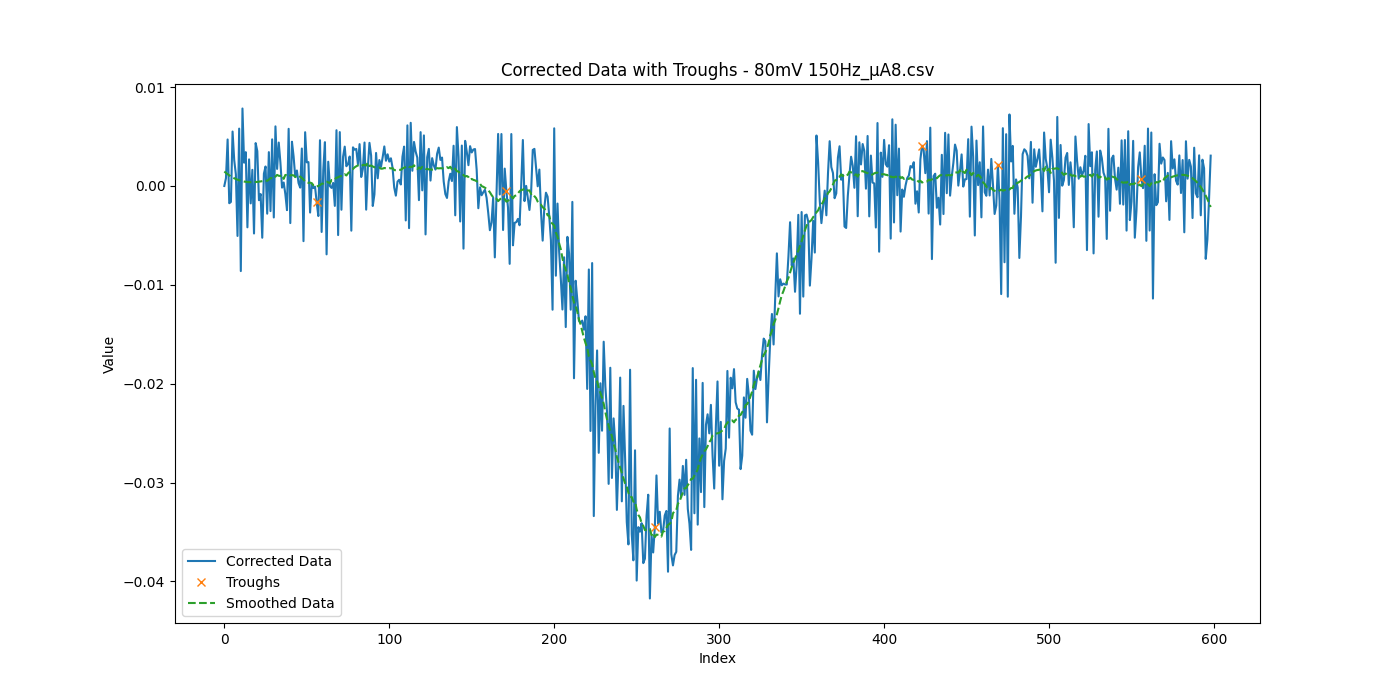 Corrected Data with Troughs - 80mV 150Hz_μA8.csv
0.01
0.00
−0.01
−0.02
−0.03
−0.04
Value
Corrected Data
Troughs
Smoothed Data
0 100 200 300 400 500 600
Index